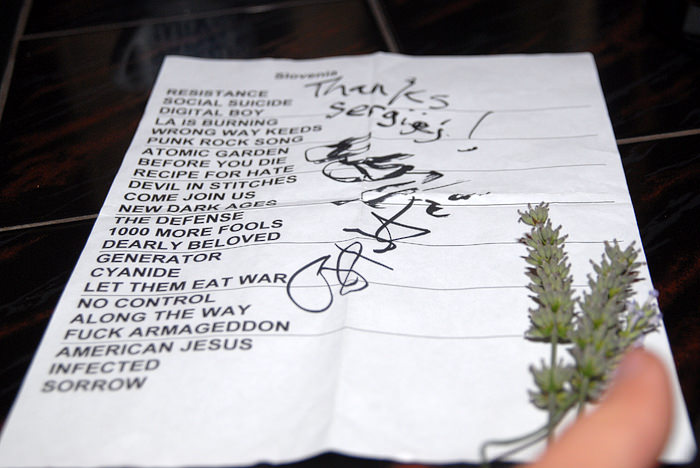 Slovenia
Thanks
sergies!
RESISTANCE
SOCIAL SUICIDE
DIGITAL BOY
LA IS BURNING
WRONG WAY KEEDS
PUNK ROCK SONG
ATOMIC GARDEN
BEFORE YOU DIE
RECIPE FOR HATE
DEVIL IN STITCHES
COME JOIN US
NEW DARK AGES
THE DEFENSE
1000 MORE FOOLS
DEARLY BELOVED
GENERATOR
CYANIDE
LET THEM EAT WAR
NO CONTROL
ALONG THE WAY
FUCK ARMAGEDDON
AMERICAN JESUS
INFECTED
SORROW